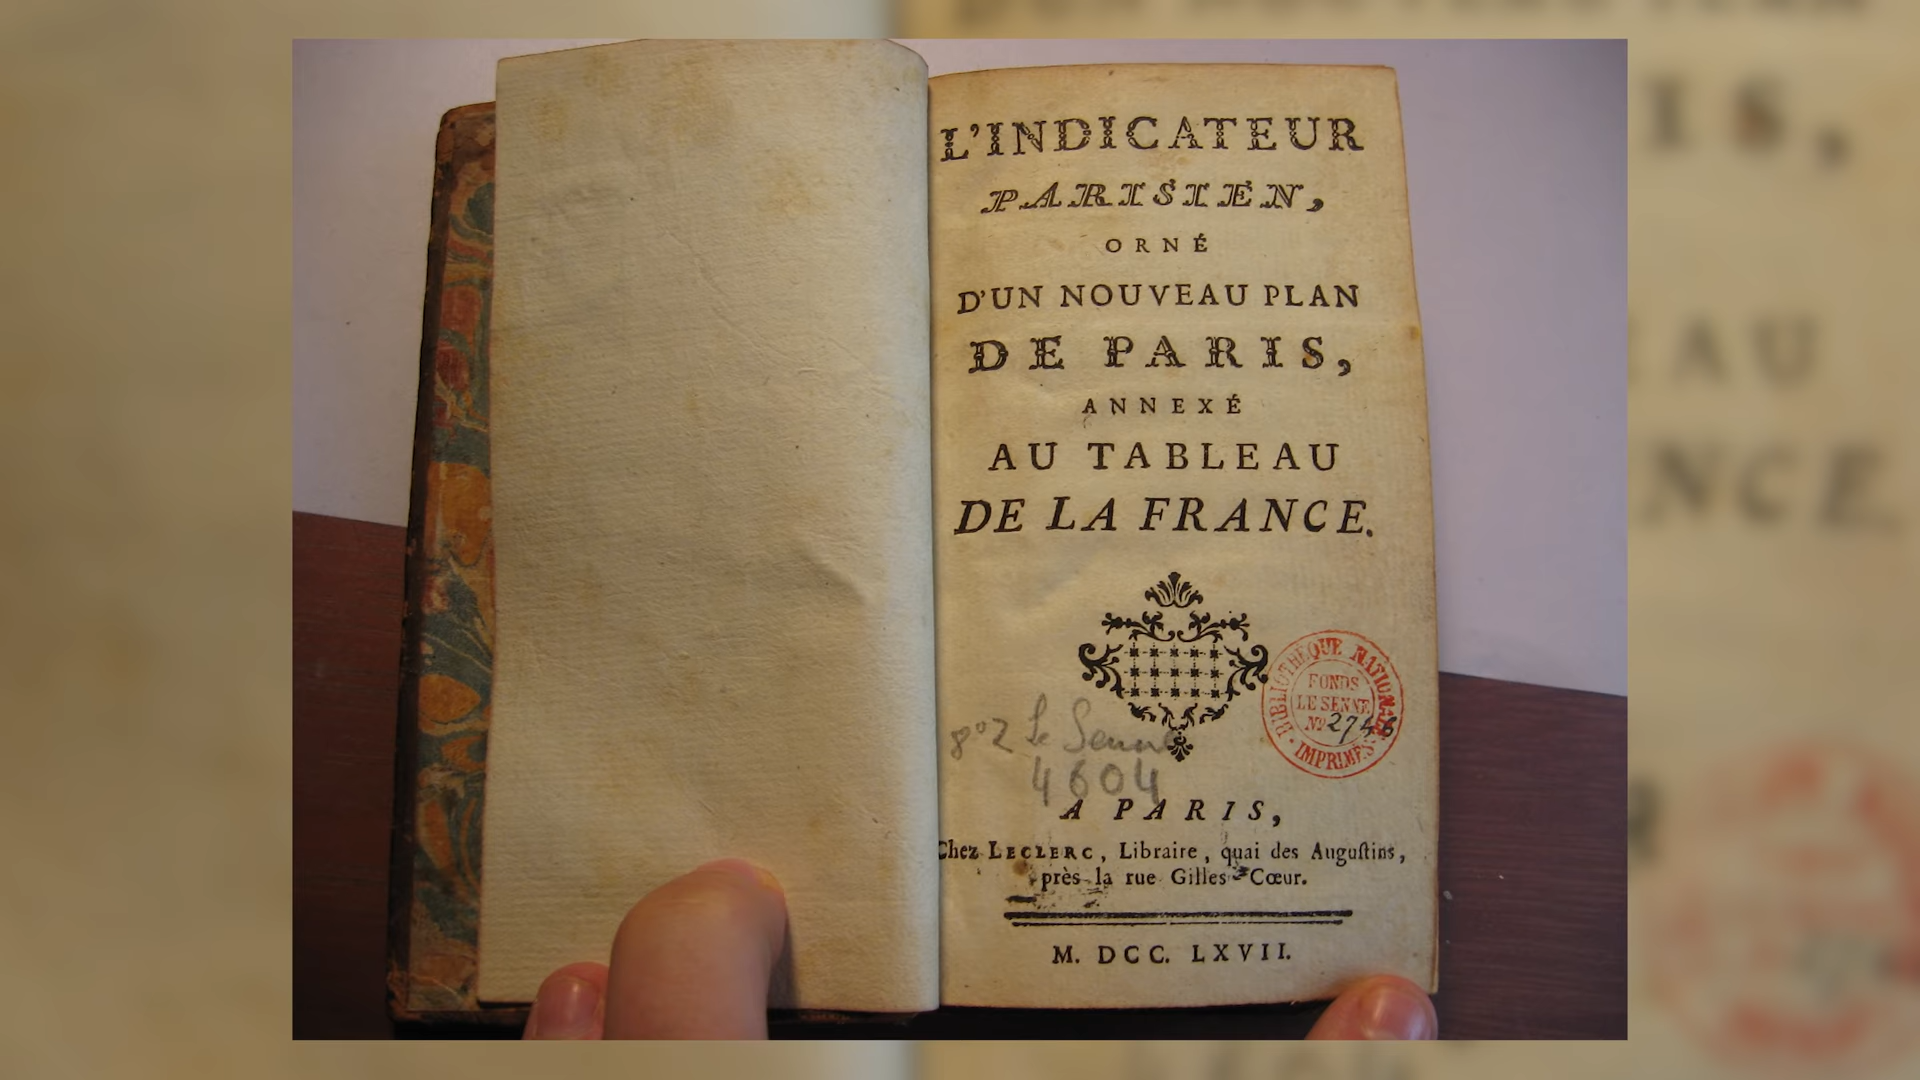 L'INDICATEUR
PARISIEN,
ORNÉ
D'UN NOUVEAU PLAN
DE PARIS,
ANNEXÉ
AU TABLEAU
DE LA FRANCE.
BIBLIOTHEQUE NATIONALE
FONDS
LE SENNE
No 2746
IMPRIMÉS
8° Z Le Senne
4604
A PARIS,
Chez LECLERC, Libraire, quai des Auguſtins,
près la rue Gilles-Cœur.
M. DCC. LXVII.